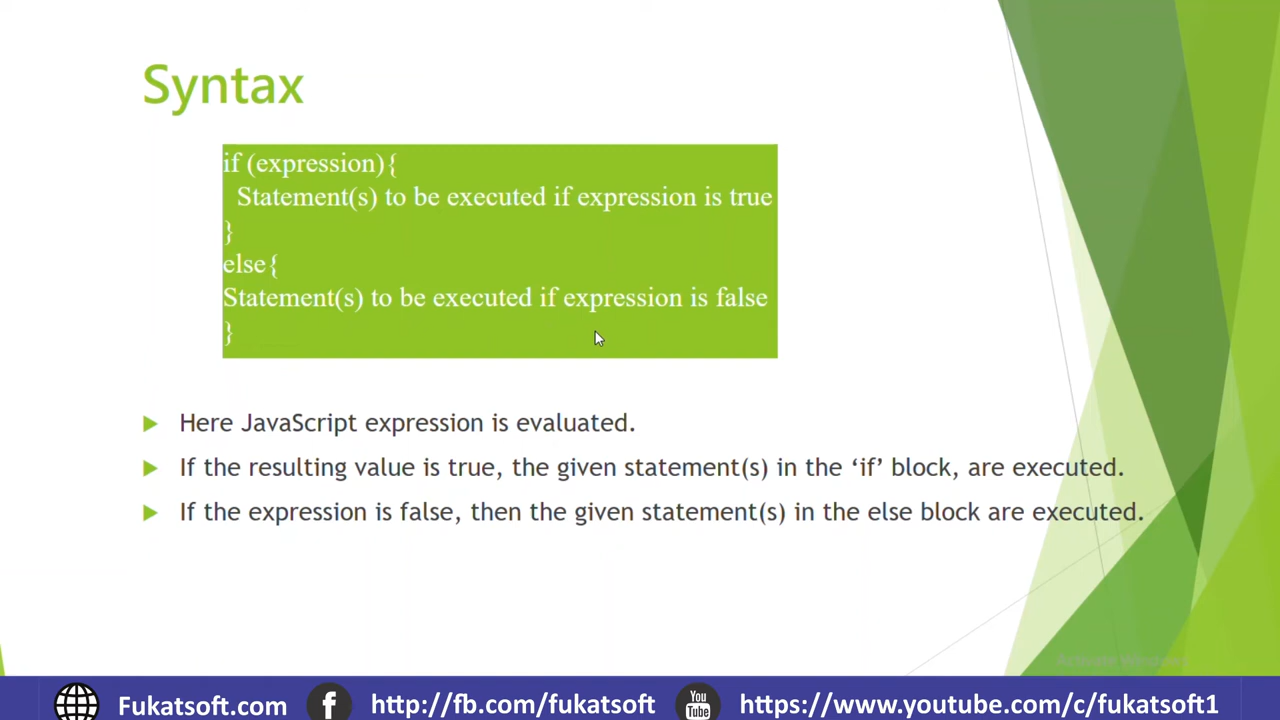 Syntax
if (expression){
Statement(s) to be executed if expression is true
}
else{
Statement(s) to be executed if expression is false
}
Here JavaScript expression is evaluated.
If the resulting value is true, the given statement(s) in the ‘if’ block, are executed.
If the expression is false, then the given statement(s) in the else block are executed.
Activate Windows
Fukatsoft.com
f
http://fb.com/fukatsoft
You
Tube
https://www.youtube.com/c/fukatsoft1